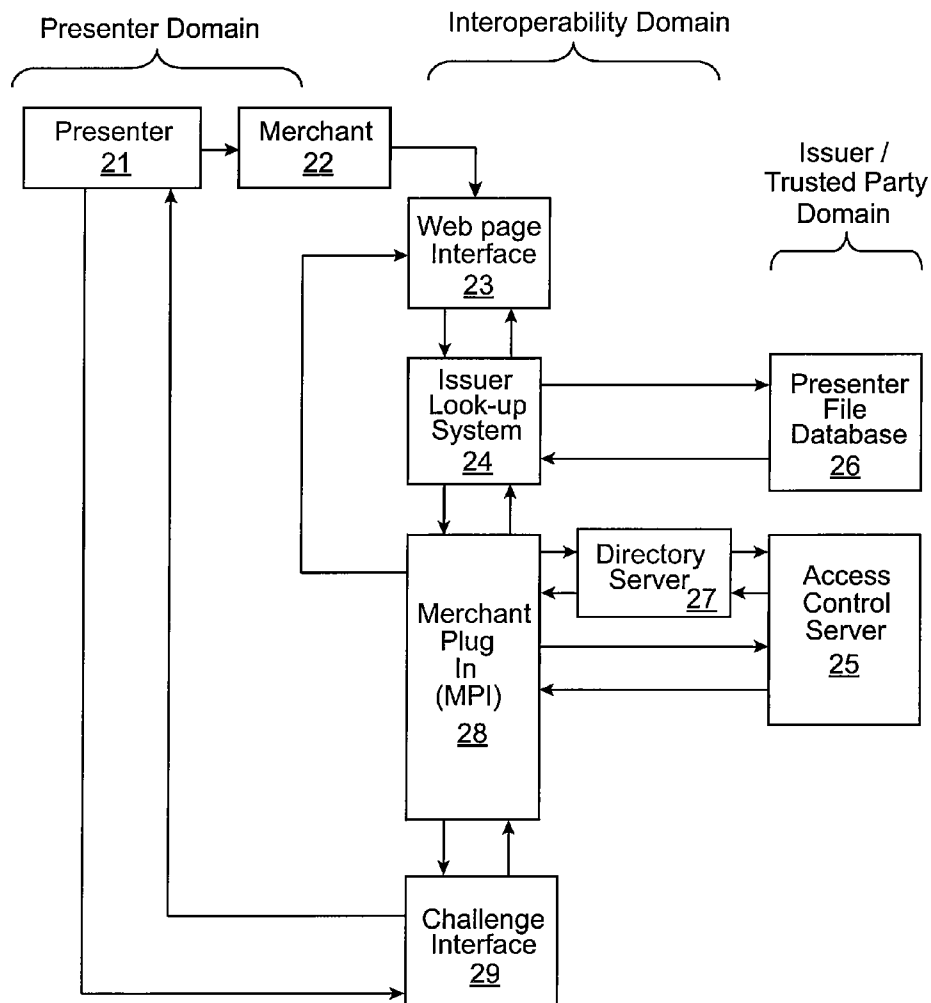 Presenter Domain
Interoperability Domain
Presenter
21
Merchant
22
Issuer /
Trusted Party
Domain
Web page
Interface
23
Issuer
Look-up
System
24
Presenter
File
Database
26
Directory
Server
27
Access
Control
Server
25
Merchant
Plug
In
(MPI)
28
Challenge
Interface
29